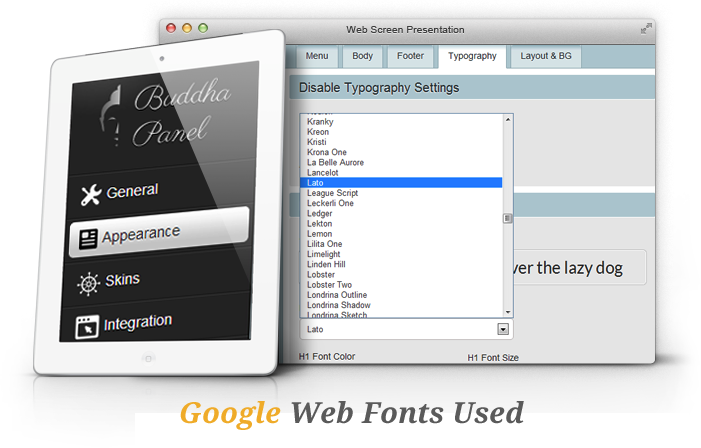 Web Screen Presentation
Menu
Body
Footer
Typography
Layout & BG
Disable Typography Settings
Kranky
Kreon
Kristi
Krona One
La Belle Aurore
Lancelot
Lato
League Script
Leckerli One
Ledger
Lekton
Lemon
Lilita One
Limelight
Linden Hill
Lobster
Lobster Two
Londrina Outline
Londrina Shadow
Londrina Sketch
Lato
ver the lazy dog
H1 Font Color
H1 Font Size
Buddha
Panel
General
Appearance
Skins
Integration
Google Web Fonts Used